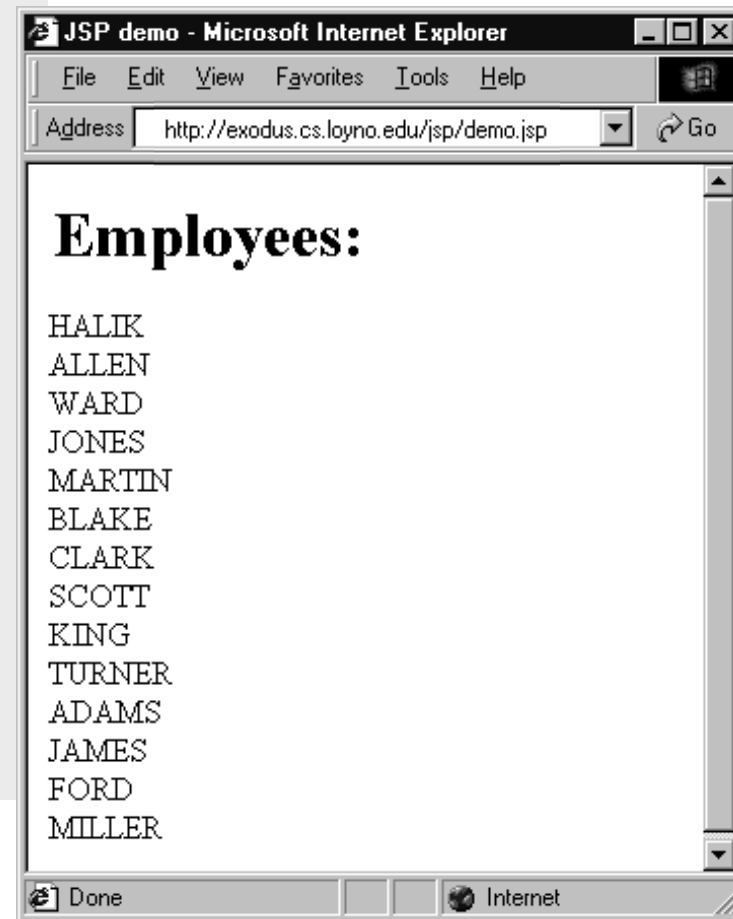 JSP demo - Microsoft Internet Explorer
File Edit View Favorites Tools Help
Address http://exodus.cs.loyno.edu/jsp/demo.jsp Go
Employees:
HALIK
ALLEN
WARD
JONES
MARTIN
BLAKE
CLARK
SCOTT
KING
TURNER
ADAMS
JAMES
FORD
MILLER
Done Internet